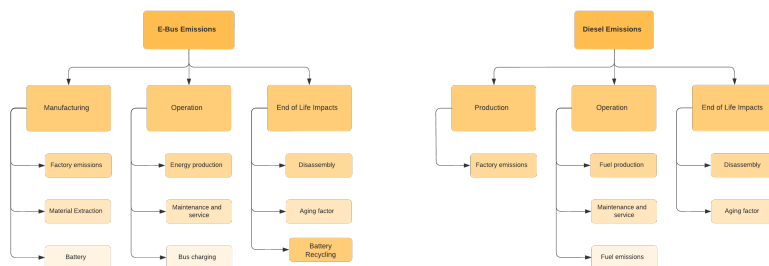 E-Bus Emissions
Manufacturing
Operation
End of Life Impacts
Factory emissions
Energy production
Disassembly
Material Extraction
Maintenance and
service
Aging factor
Battery
Bus charging
Battery
Recycling
Diesel Emissions
Production
Operation
End of Life Impacts
Factory emissions
Fuel production
Disassembly
Maintenance and
service
Aging factor
Fuel emissions